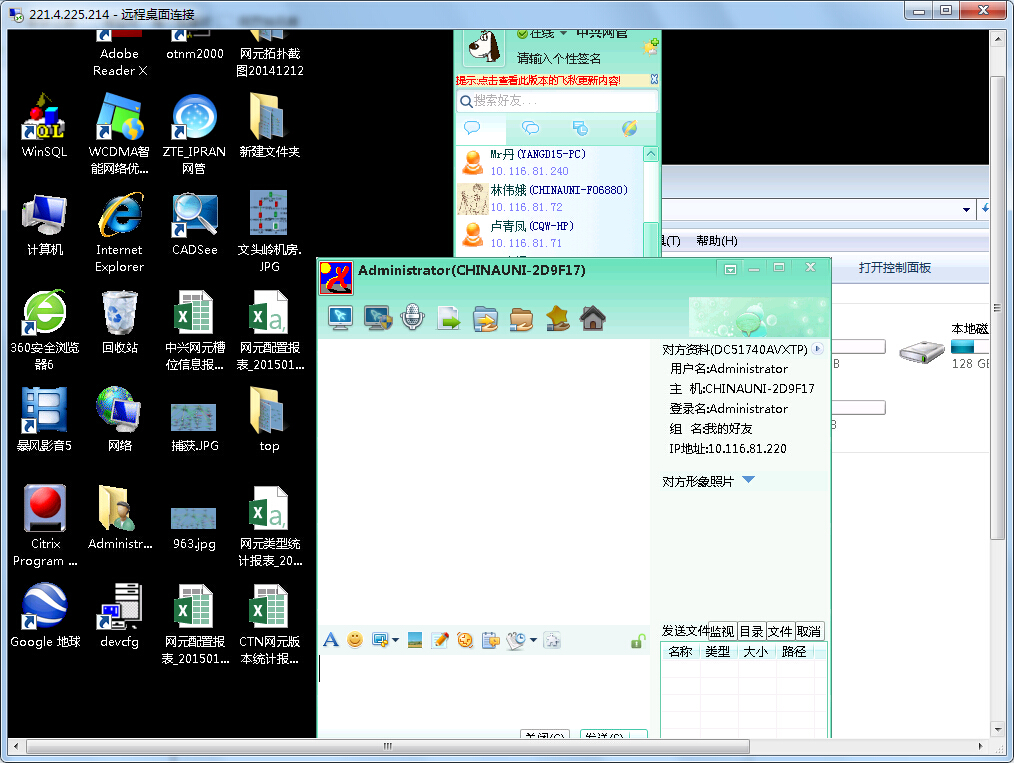 221.4.225.214 - 远程桌面连接
Adobe
Reader X
otnm2000
网元拓扑截
图20141212
WinSQL
WCDMA智
能网络优...
ZTE_IPRAN
网管
新建文件夹
计算机
Internet
Explorer
CADSee
文头岭机房.
JPG
360安全浏览
器6
回收站
中兴网元槽
位信息报...
网元配置报
表_201501...
暴风影音5
网络
捕获.JPG
top
Citrix
Program ...
Administr...
963.jpg
网元类型统
计报表_20...
Google 地球
devcfg
网元配置报
表_201501...
CTN网元版
本统计报...
在线
中兴网管
请输入个性签名
提示:点击查看此版本的飞秋更新内容!
搜索好友...
Mr丹(YANGD15-PC)
10.116.81.240
林伟娥(CHINAUNI-F06880)
10.116.81.72
卢青凤(CQW-HP)
10.116.81.71
(T) 帮助(H)
打开控制面板
本地磁
128 GB
B
B
Administrator(CHINAUNI-2D9F17)
对方资料(DC51740AVXTP)
用户名:Administrator
主 机:CHINAUNI-2D9F17
登录名:Administrator
组 名:我的好友
IP地址:10.116.81.220
对方形象照片
发送文件 监视 目录 文件 取消
名称 类型 大小 路径
关闭(C) 发送(S)